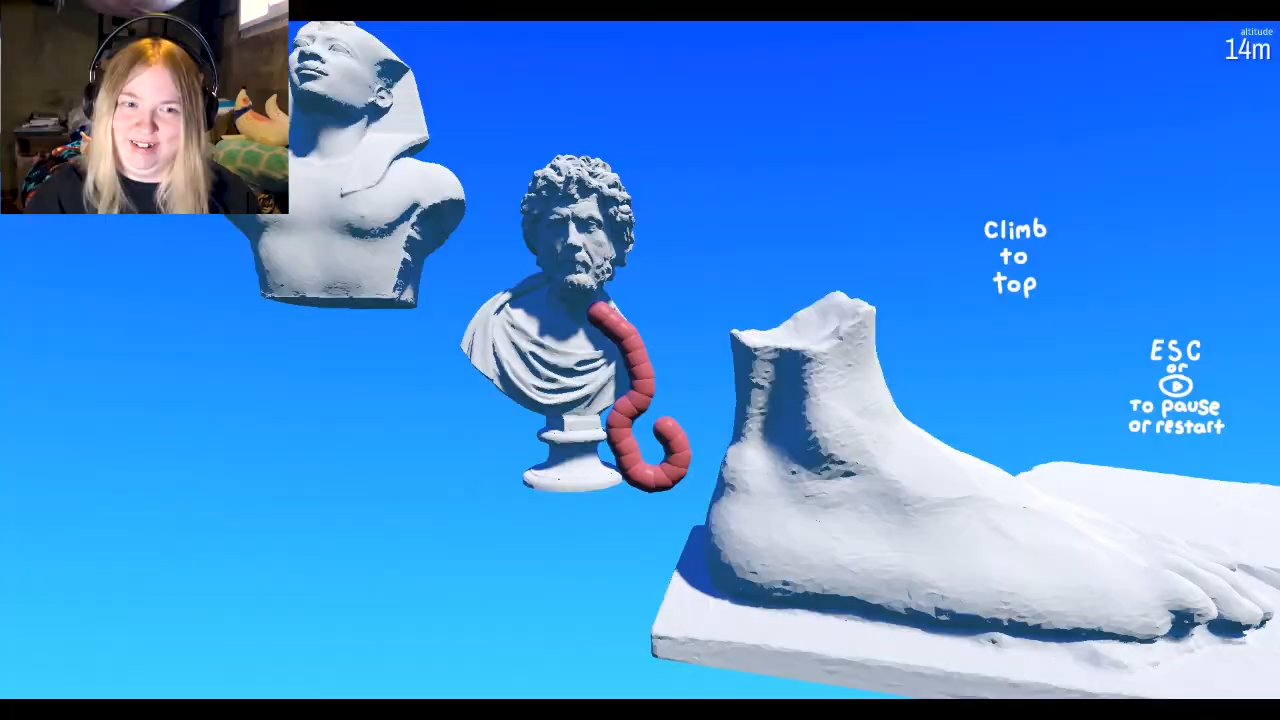 altitude
14m
Climb
to
top
ESC
or
To pause
or restart